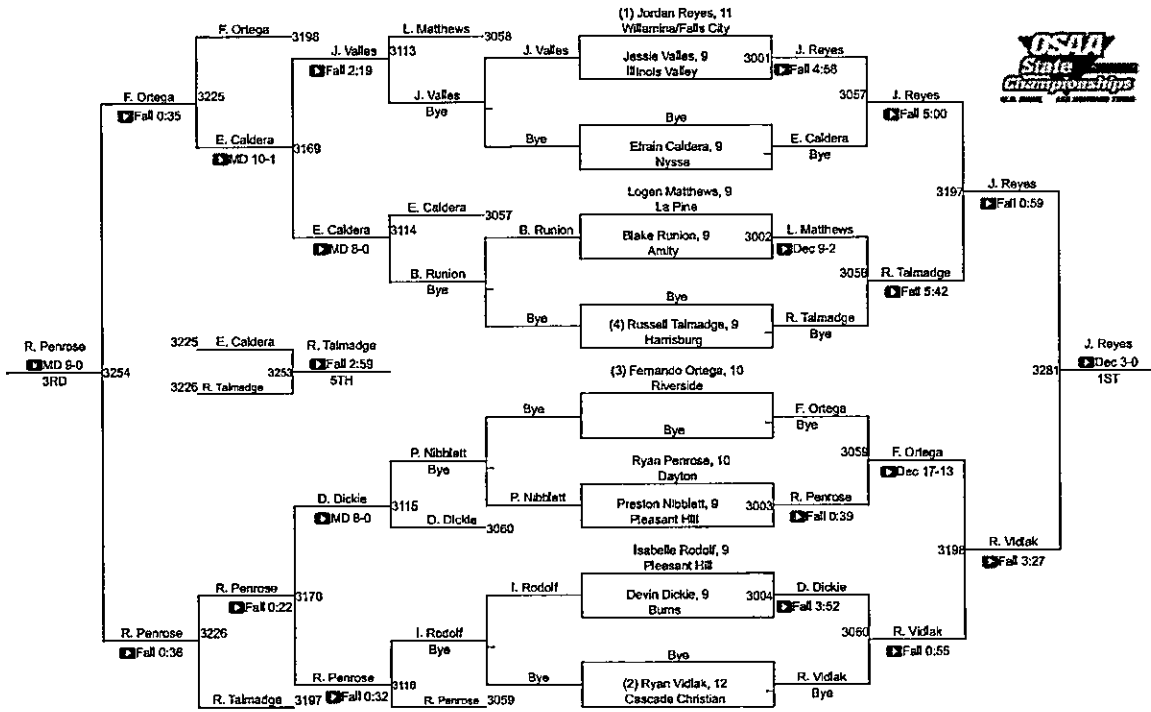 OSAA
State
Championships
(1) Jordan Reyes, 11
Willamina/Falls City
Jessie Valles, 9
Illinois Valley
3001
J. Reyes
Fall 4:58
Bye
Efrain Caldera, 9
Nyssa
E. Caldera
Bye
3057
J. Reyes
Fall 5:00
Logen Matthews, 9
La Pine
Blake Runion, 9
Amity
3002
L. Matthews
Dec 9-2
Bye
(4) Russell Talmadge, 9
Harrisburg
R. Talmadge
Bye
3058
R. Talmadge
Fall 5:42
3197
J. Reyes
Fall 0:59
(3) Fernando Ortega, 10
Riverside
Bye
F. Ortega
Bye
Ryan Penrose, 10
Dayton
Preston Nibblett, 9
Pleasant Hill
3003
R. Penrose
Fall 0:39
3059
F. Ortega
Dec 17-13
Isabelle Rodolf, 9
Pleasant Hill
Devin Dickie, 9
Burns
3004
D. Dickie
Fall 3:52
Bye
(2) Ryan Vidlak, 12
Cascade Christian
R. Vidlak
Bye
3060
R. Vidlak
Fall 0:55
3198
R. Vidlak
Fall 3:27
3281
J. Reyes
Dec 3-0
1ST
J. Valles
Bye
L. Matthews
3058
J. Valles
Bye
3113
J. Valles
Fall 2:19
B. Runion
Bye
E. Caldera
3057
B. Runion
Bye
3114
E. Caldera
MD 8-0
3169
E. Caldera
MD 10-1
F. Ortega
3198
3225
F. Ortega
Fall 0:35
Bye
P. Nibblett
P. Nibblett
Bye
D. Dickie
3060
3115
D. Dickie
MD 8-0
I. Rodolf
Bye
I. Rodolf
Bye
R. Penrose
3059
3116
R. Penrose
Fall 0:32
3170
R. Penrose
Fall 0:22
R. Talmadge
3197
3226
R. Penrose
Fall 0:36
3254
R. Penrose
MD 9-0
3RD
3225
E. Caldera
3226
R. Talmadge
3253
R. Talmadge
Fall 2:59
5TH